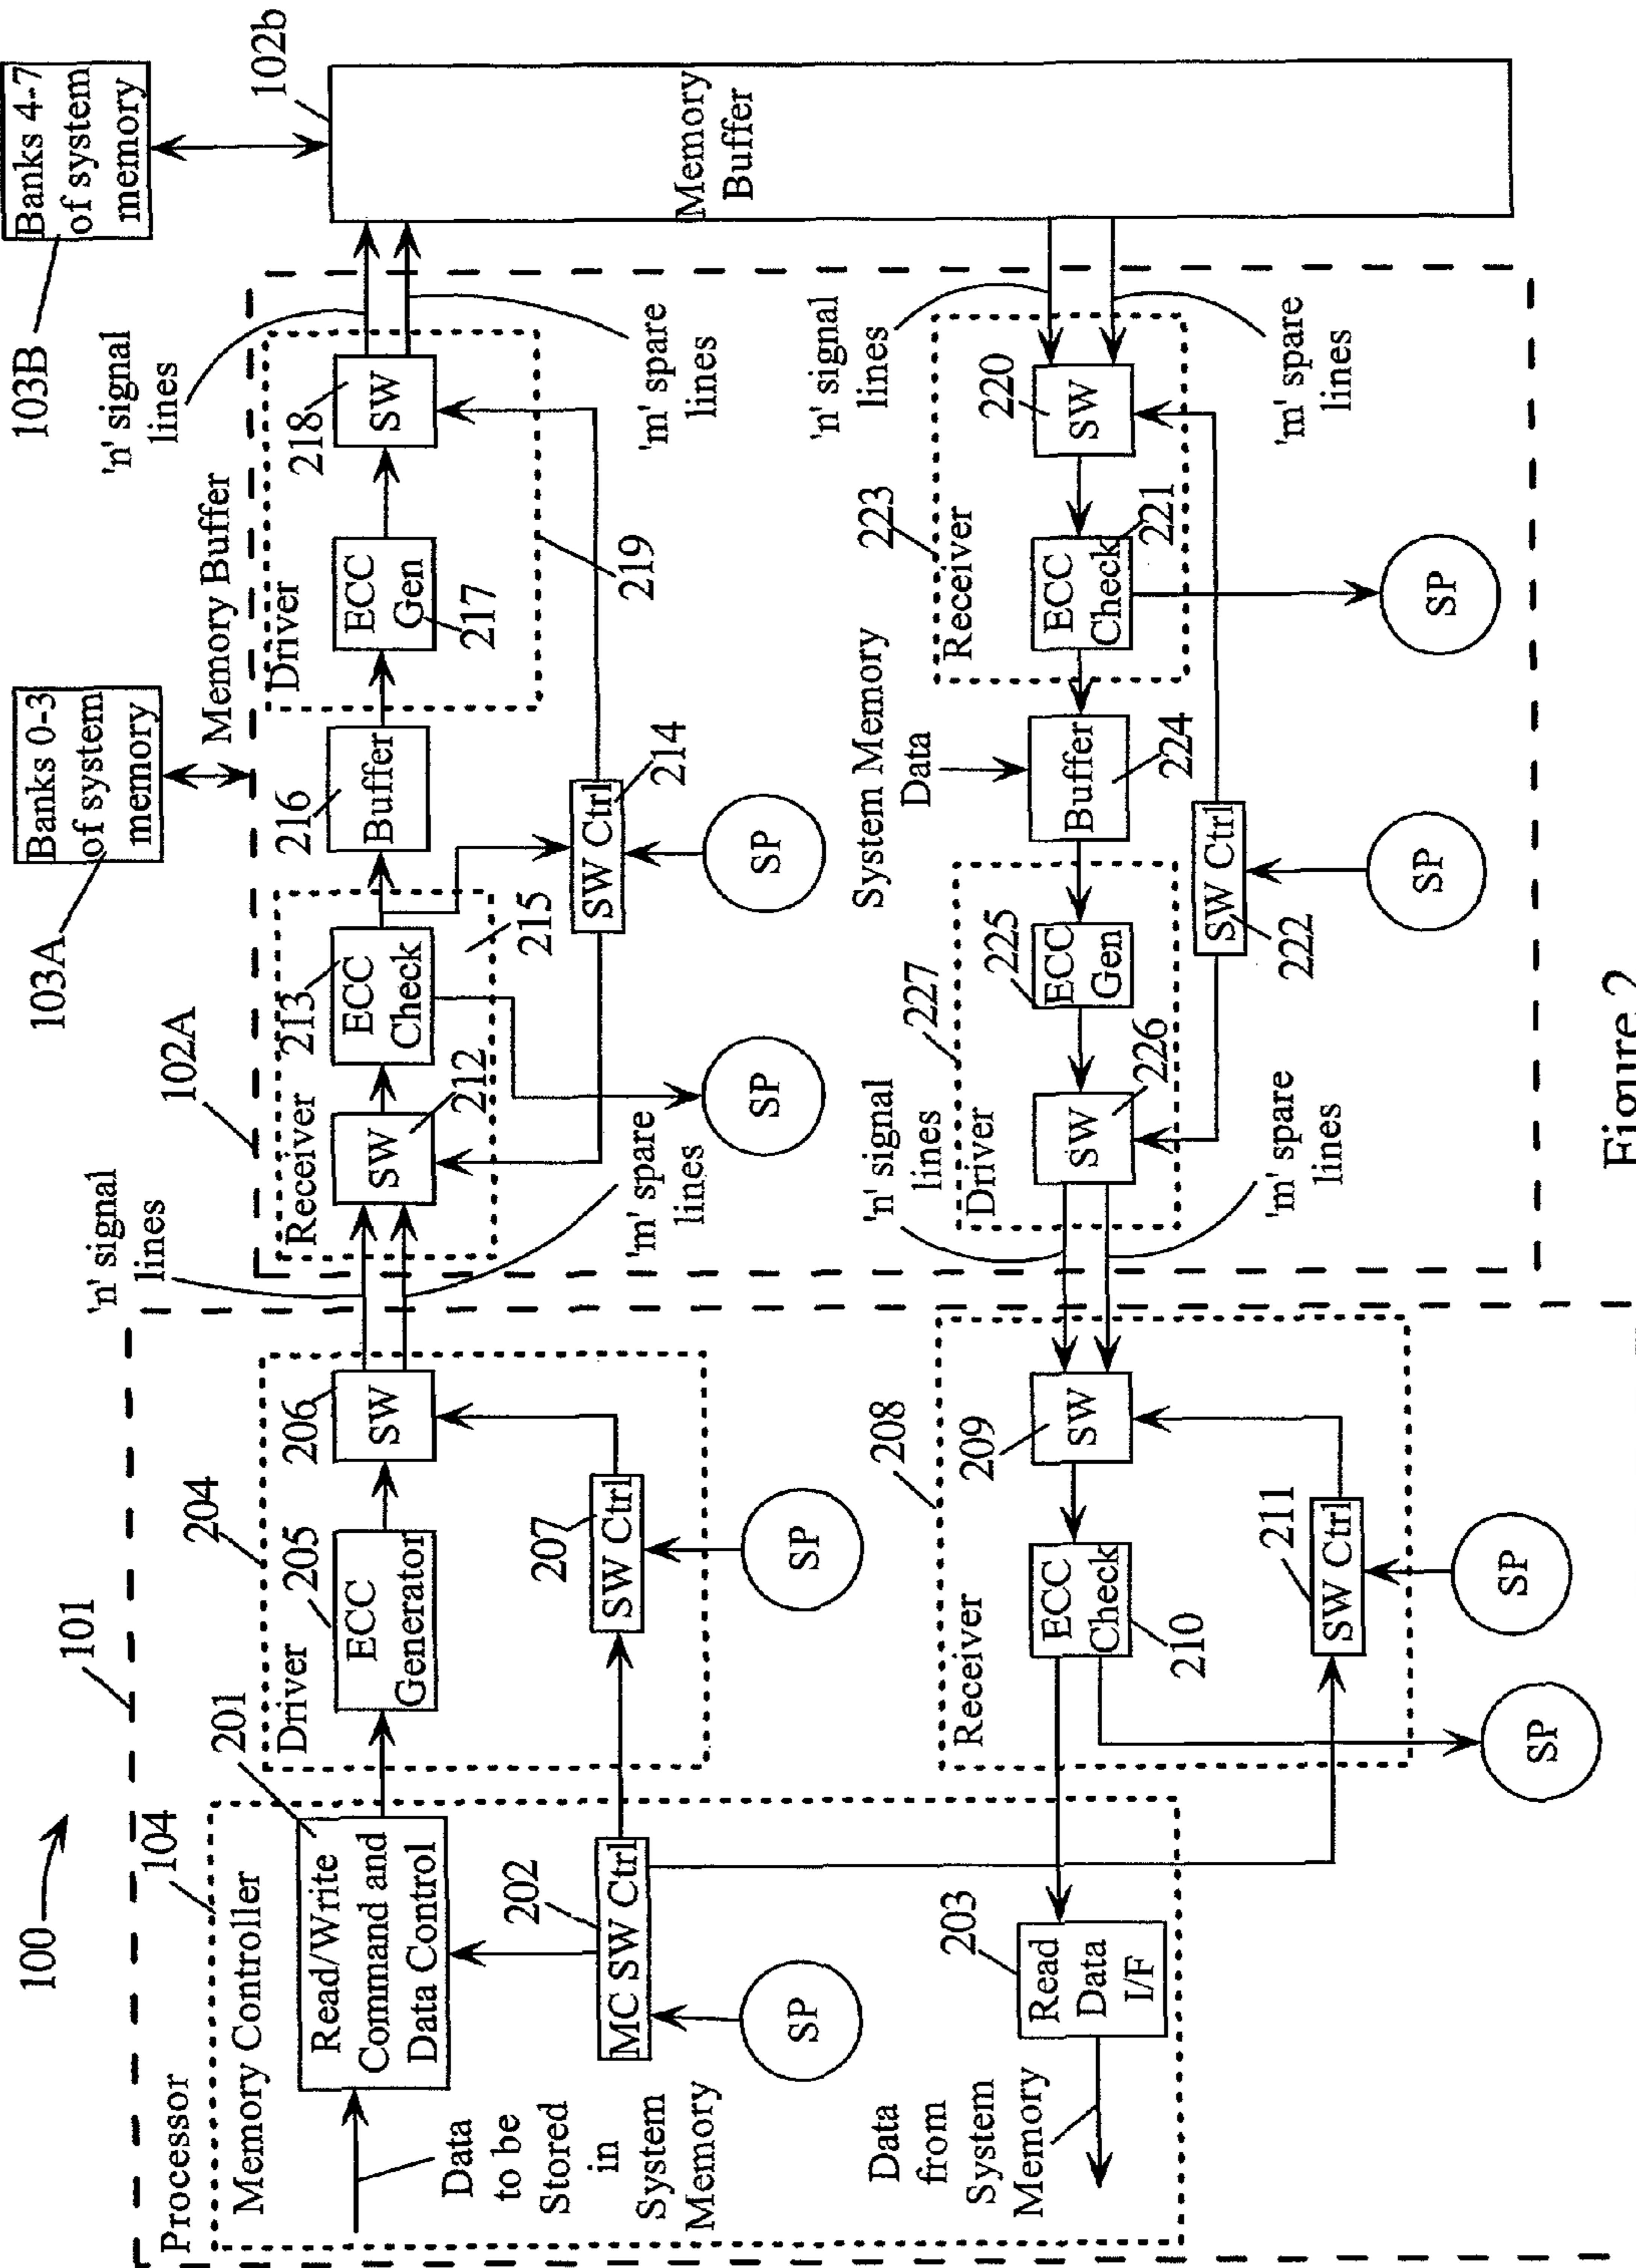 100
101
Processor
104
Memory Controller
201
Read/Write
Command and
Data Control
Data
to be
Stored
in
System
Memory
202
MC SW Ctrl
SP
203
Read
Data
I/F
Data
from
System
Memory
204
Driver
205
ECC
Generator
206
SW
207
SW Ctrl
SP
208
Receiver
209
SW
ECC
Check
210
211
SW Ctrl
SP
SP
'n' signal
lines
'm' spare
lines
'n' signal
lines
'm' spare
lines
102A
Memory Buffer
103A
Banks 0-3
of system
memory
Receiver
SW
212
213
ECC
Check
215
SP
216
Buffer
SW Ctrl
214
SP
Driver
ECC
Gen
217
218
SW
219
'n' signal
lines
'm' spare
lines
103B
Banks 4-7
of system
memory
102b
Memory
Buffer
227
Driver
SW
226
225
ECC
Gen
System Memory
Data
Buffer
224
SW Ctrl
222
SP
223
Receiver
ECC
Check
221
SP
220
SW
'n' signal
lines
'm' spare
lines
Figure 2